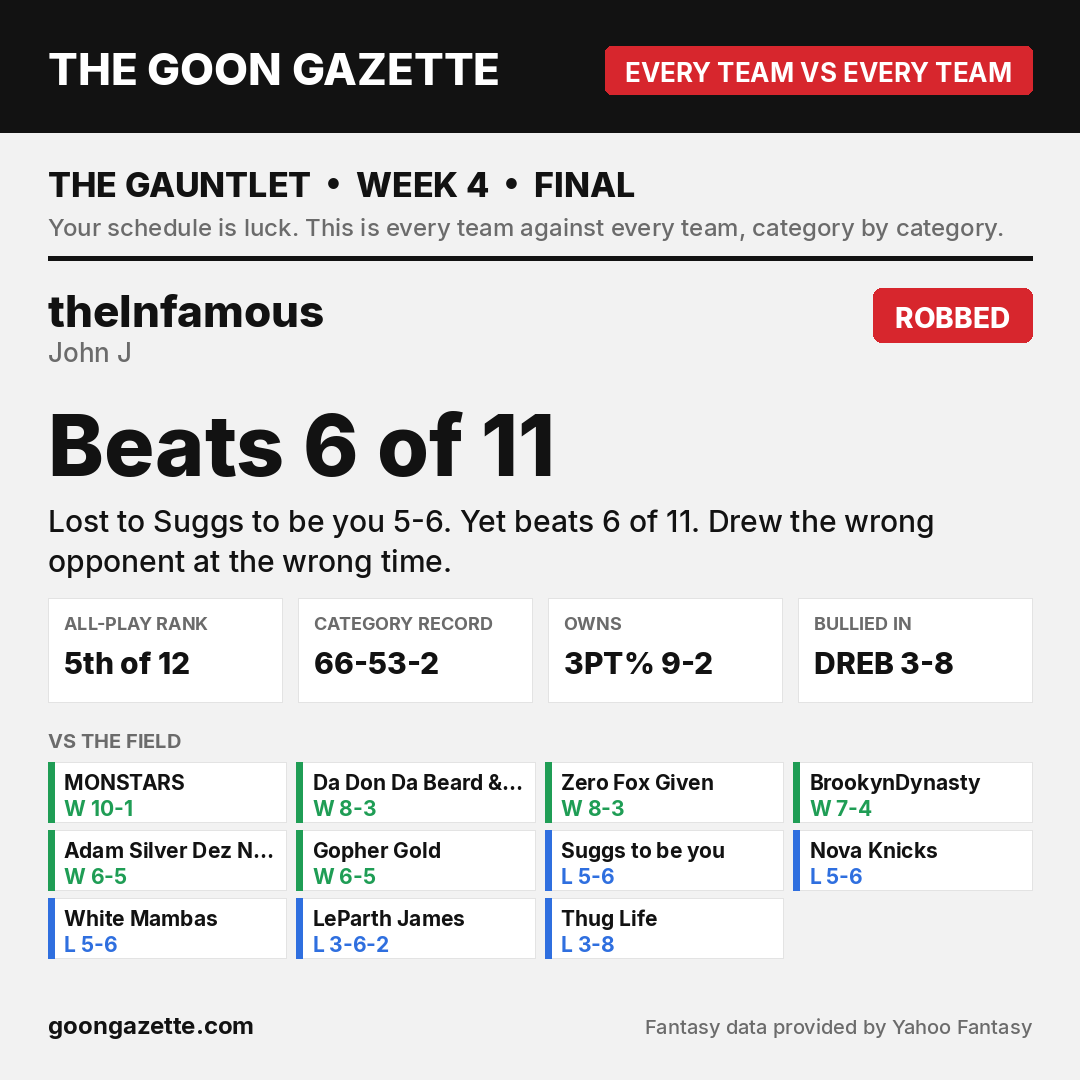 THE GOON GAZETTE
EVERY TEAM VS EVERY TEAM
THE GAUNTLET • WEEK 4 • FINAL
Your schedule is luck. This is every team against every team, category by category.
theInfamous
ROBBED
John J
Beats 6 of 11
Lost to Suggs to be you 5-6. Yet beats 6 of 11. Drew the wrong
opponent at the wrong time.
ALL-PLAY RANK
5th of 12
CATEGORY RECORD
66-53-2
OWNS
3PT% 9-2
BULLIED IN
DREB 3-8
VS THE FIELD
MONSTARS
W 10-1
Da Don Da Beard &...
W 8-3
Zero Fox Given
W 8-3
BrookynDynasty
W 7-4
Adam Silver Dez N...
W 6-5
Gopher Gold
W 6-5
Suggs to be you
L 5-6
Nova Knicks
L 5-6
White Mambas
L 5-6
LeParth James
L 3-6-2
Thug Life
L 3-8
goongazette.com
Fantasy data provided by Yahoo Fantasy